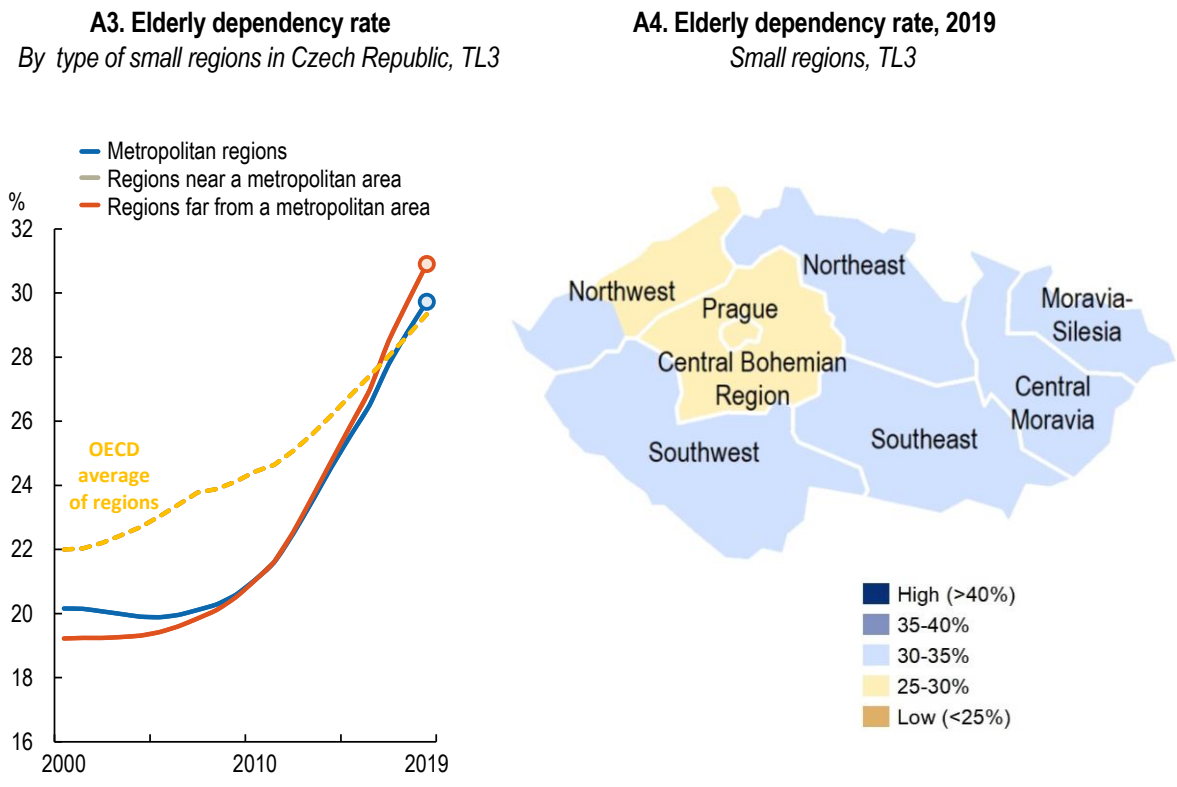 A3. Elderly dependency rate
By type of small regions in Czech Republic, TL3
Metropolitan regions
Regions near a metropolitan area
Regions far from a metropolitan area
%
32
30
28
26
24
22
20
18
16
OECD
average
of regions
2000
2010
2019
A4. Elderly dependency rate, 2019
Small regions, TL3
Northeast
Northwest
Prague
Moravia-
Silesia
Central Bohemian
Region
Central
Moravia
Southeast
Southwest
High (>40%)
35-40%
30-35%
25-30%
Low (<25%)